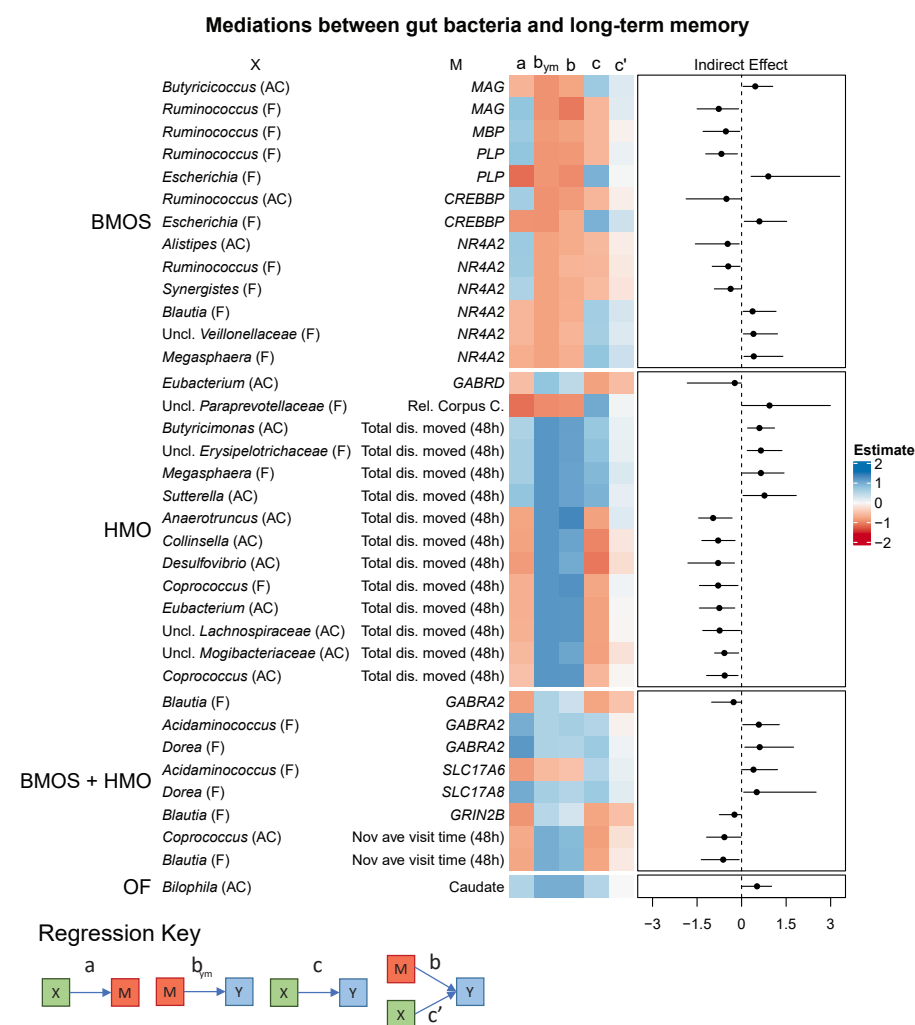 Mediations between gut bacteria and long-term memory
X M a bym b c c' Indirect Effect
Butyricicoccus (AC) MAG
Ruminococcus (F) MAG
Ruminococcus (F) MBP
Ruminococcus (F) PLP
Escherichia (F) PLP
Ruminococcus (AC) CREBBP
BMOS Escherichia (F) CREBBP
Alistipes (AC) NR4A2
Ruminococcus (F) NR4A2
Synergistes (F) NR4A2
Blautia (F) NR4A2
Uncl. Veillonellaceae (F) NR4A2
Megasphaera (F) NR4A2
Eubacterium (AC) GABRD
Uncl. Paraprevotellaceae (F) Rel. Corpus C.
Butyricimonas (AC) Total dis. moved (48h)
Uncl. Erysipelotrichaceae (F) Total dis. moved (48h)
Megasphaera (F) Total dis. moved (48h)
Sutterella (AC) Total dis. moved (48h)
Anaerotruncus (AC) Total dis. moved (48h)
HMO
Collinsella (AC) Total dis. moved (48h)
Desulfovibrio (AC) Total dis. moved (48h)
Coprococcus (F) Total dis. moved (48h)
Eubacterium (AC) Total dis. moved (48h)
Uncl. Lachnospiraceae (AC) Total dis. moved (48h)
Uncl. Mogibacteriaceae (AC) Total dis. moved (48h)
Coprococcus (AC) Total dis. moved (48h)
Blautia (F) GABRA2
Acidaminococcus (F) GABRA2
Dorea (F) GABRA2
Acidaminococcus (F) SLC17A6
BMOS + HMO
Dorea (F) SLC17A8
Blautia (F) GRIN2B
Coprococcus (AC) Nov ave visit time (48h)
Blautia (F) Nov ave visit time (48h)
OF Bilophila (AC) Caudate
−3 −1.5 0 1.5 3
Estimate
2
1
0
−1
−2
Regression Key
a bym c b
X M M Y X Y M Y
X c'